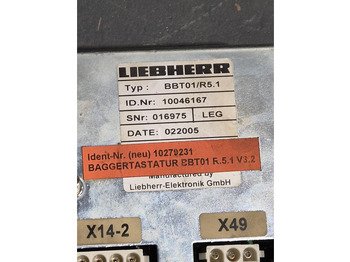 LIEBHERR
Typ : BBT01/R5.1
ID.Nr: 10046167
SNr: 016975 LEG
DATE: 022005
Ident-Nr. (neu) 10279231
BAGGERTASTATUR BBT01 R.5.1 V3.2
Manufactured by
Liebherr-Elektronik GmbH
X14-2
X49